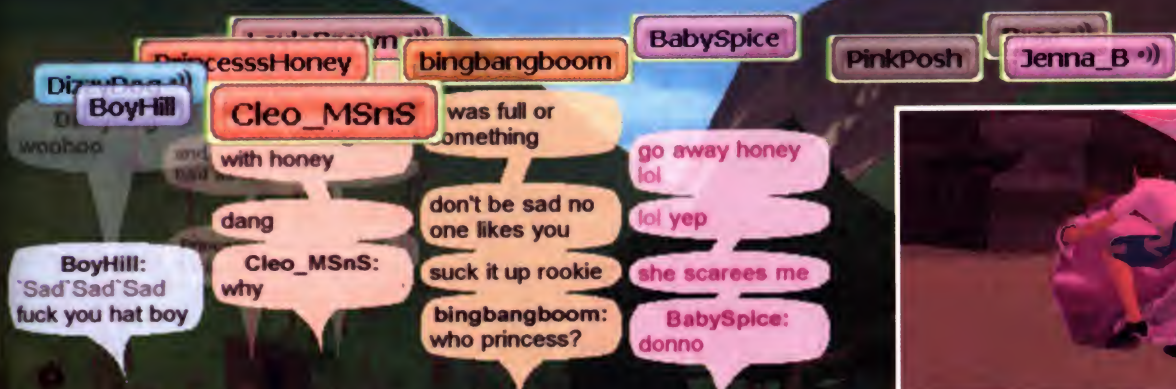 PrincesssHoney
bingbangboom
BabySpice
PinkPosh
Jenna_B
BoyHill
Cleo_MSnS
woohoo
BoyHill:
`Sad`Sad`Sad
fuck you hat boy
with honey
dang
Cleo_MSnS:
why
was full or
something
don't be sad no
one likes you
suck it up rookie
bingbangboom:
who princess?
go away honey
lol
lol yep
she scarees me
BabySpice:
donno